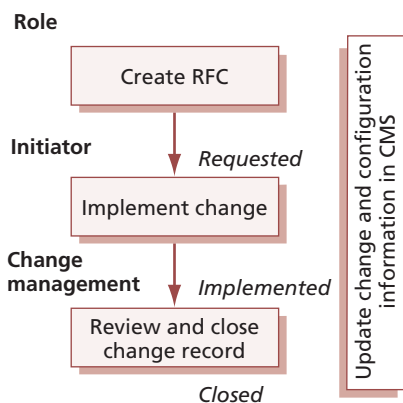 Role
Create RFC
Initiator
Requested
Implement change
Change
management
Implemented
Review and close
change record
Closed
Update change and configuration
information in CMS